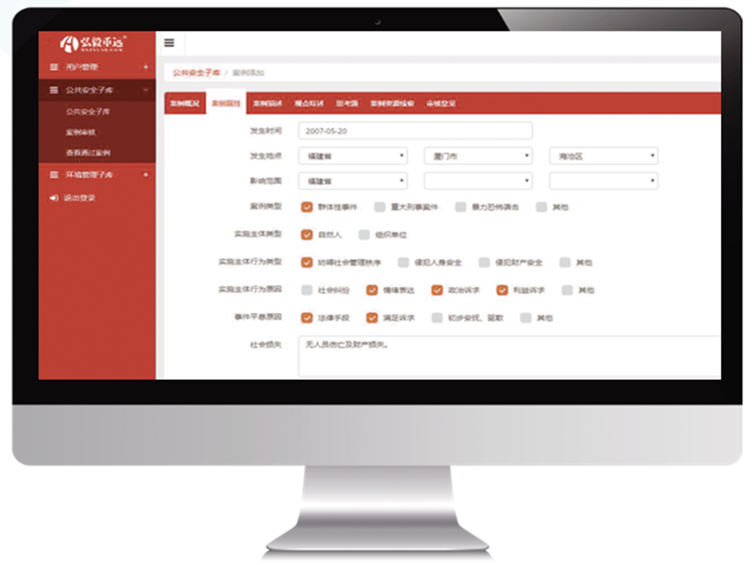 弘毅重远
用户管理 +
公共安全子库
公共安全子库
案例审核
查看通过案例
环境管理子库 +
退出登录
公共安全子库 / 案例添加
案例概况 案例属性 案例描述 观点综述 思考题 案例资源线索 审核意见
发生时间 2007-05-20
发生地点 福建省 厦门市 海沧区
影响范围 福建省
案例类型 群体性事件 重大刑事案件 暴力恐怖袭击 其他
实施主体类型 自然人 组织单位
实施主体行为类型 妨碍社会管理秩序 侵犯人身安全 侵犯财产安全 其他
实施主体行为原因 社会纠纷 情绪表达 政治诉求 利益诉求 其他
事件平息原因 法律手段 满足诉求 初步安抚、驱散 其他
社会损失 无人员伤亡及财产损失。